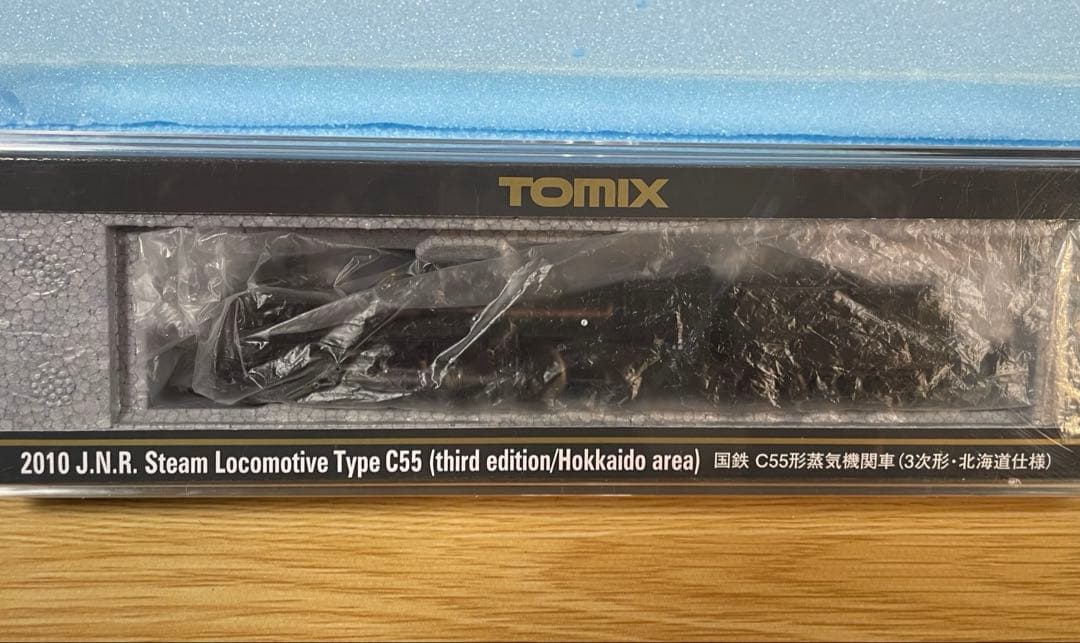 TOMIX
2010 J.N.R. Steam Locomotive Type C55 (third edition/Hokkaido area) 国鉄 C55形蒸気機関車(3次形・北海道仕様)